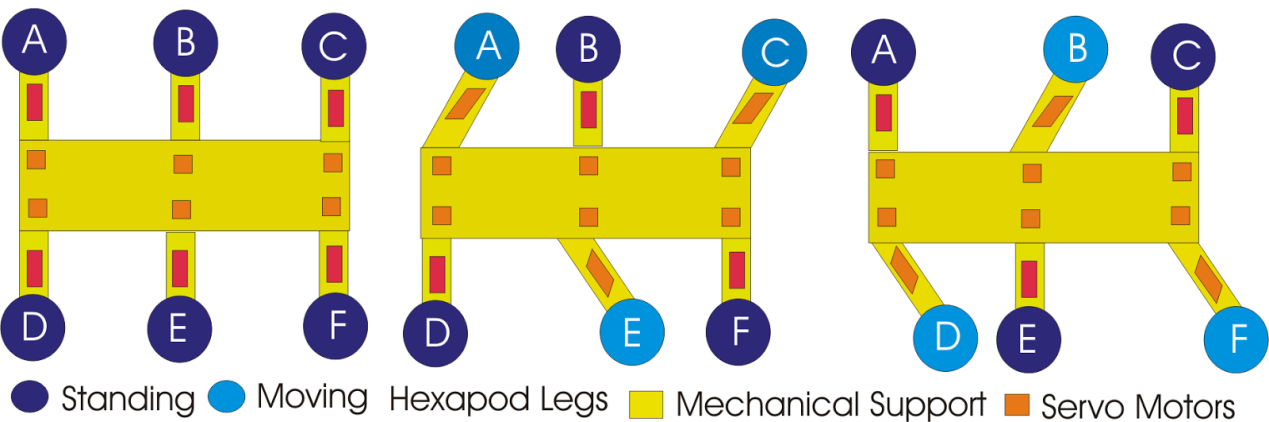 A B C A B C A B C
D E F D E F D E F
Standing Moving Hexapod Legs Mechanical Support Servo Motors